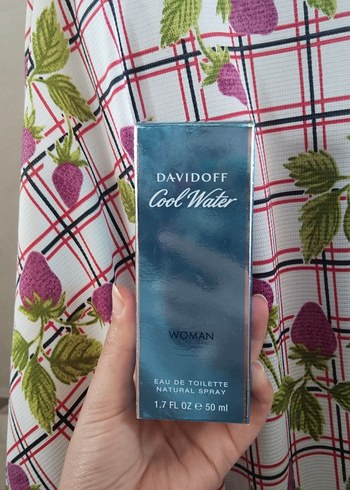 DAVIDOFF
Cool Water
WOMAN
EAU DE TOILETTE
NATURAL SPRAY
1.7 FL OZ ℮ 50 ml